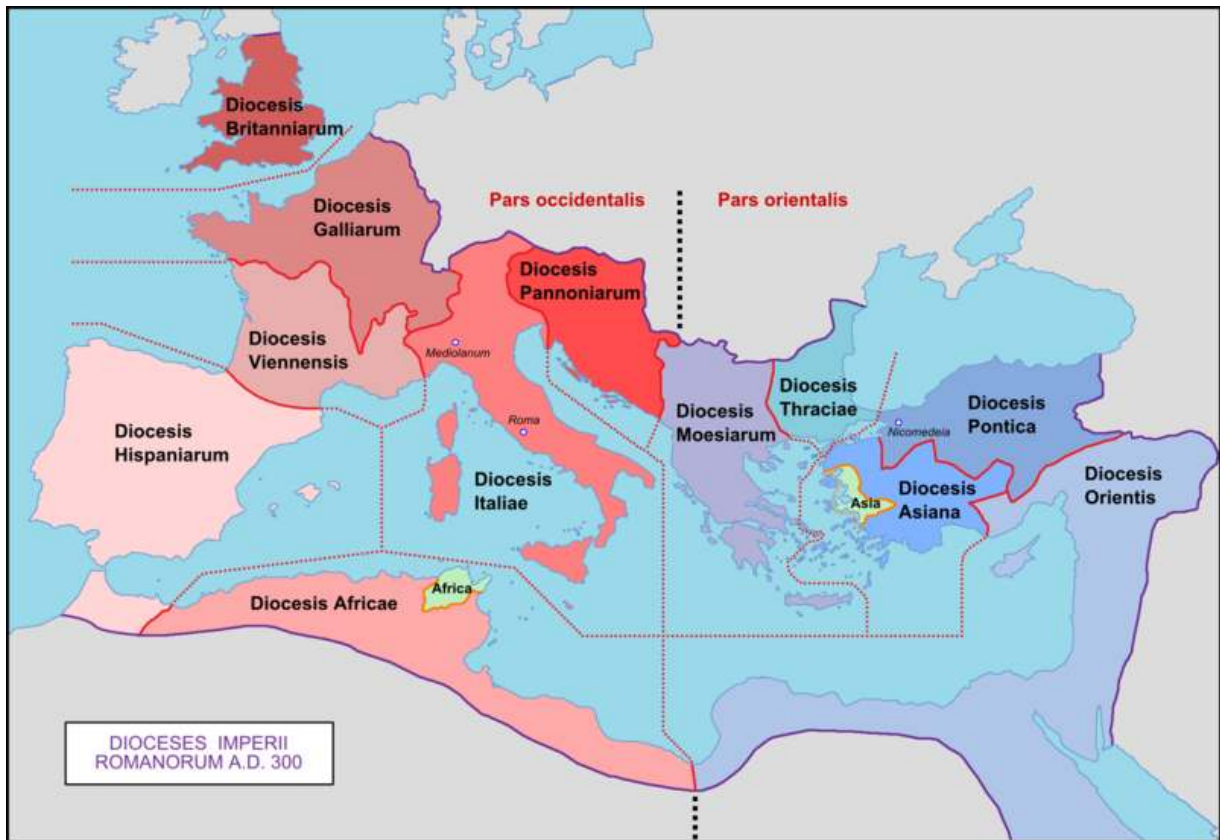 Diocesis
Britanniarum
Pars occidentalis
Pars orientalis
Diocesis
Galliarum
Diocesis
Pannoniarum
Diocesis
Viennensis
Mediolanum
Diocesis
Thraciae
Diocesis
Pontica
Nicomedeia
Diocesis
Hispaniarum
Roma
Diocesis
Moesiarum
Diocesis
Italiae
Asia
Diocesis
Asiana
Diocesis
Orientis
Diocesis Africae
Africa
DIOCESES IMPERII
ROMANORUM A.D. 300